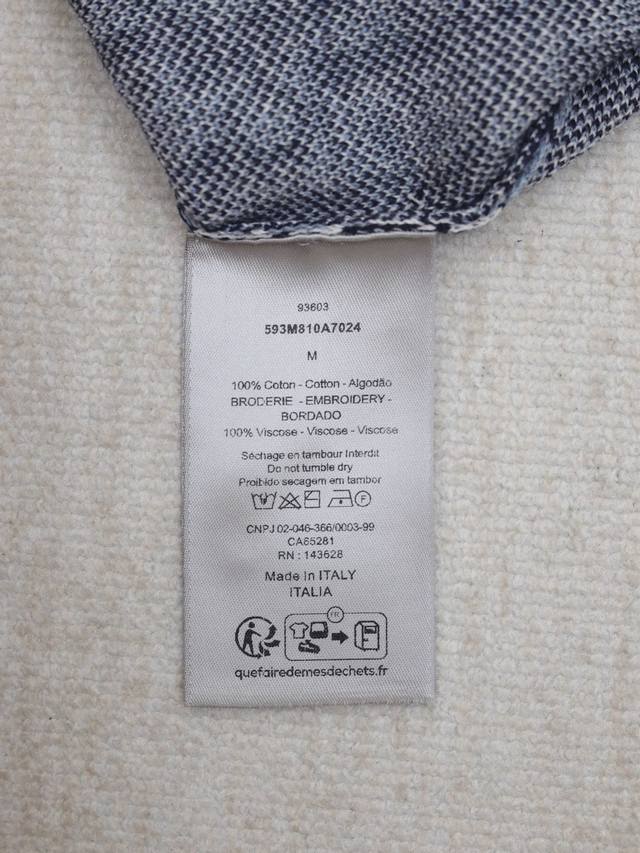 93603
593M810A7024
M
100% Coton - Cotton - Algodão
BRODERIE - EMBROIDERY -
BORDADO
100% Viscose - Viscose - Viscose
Séchage en tambour Interdit
Do not tumble dry
Proibido secagem em tambor
F
CNPJ 02-046-366/0003-99
CA65281
RN : 143628
Made in ITALY
ITALIA
FR
quefairedemesdechets.fr